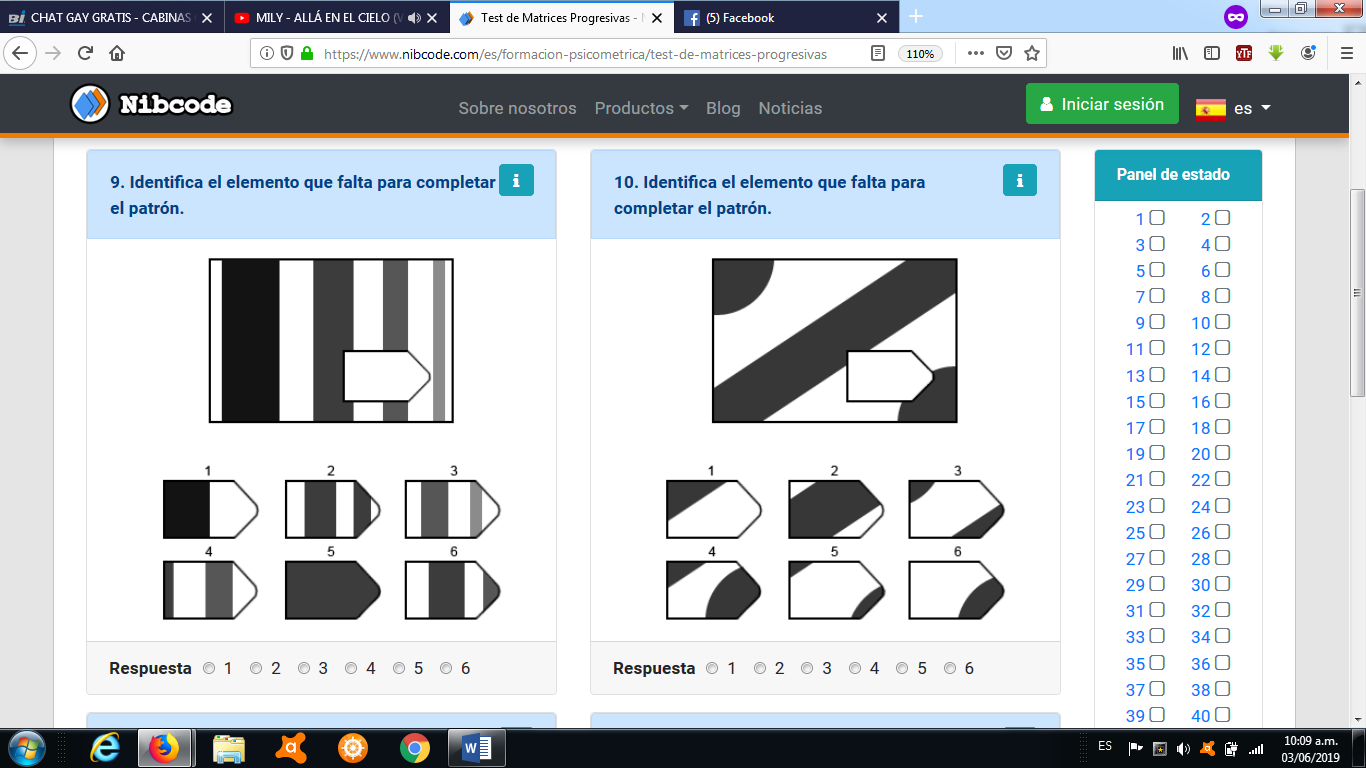 CHAT GAY GRATIS - CABINAS
MILY - ALLÁ EN EL CIELO (V
Test de Matrices Progresivas - N
(5) Facebook
https://www.nibcode.com/es/formacion-psicometrica/test-de-matrices-progresivas
110%
Nibcode
Sobre nosotros
Productos
Blog
Noticias
Iniciar sesión
es
9. Identifica el elemento que falta para completar
el patrón.
1 2 3
4 5 6
Respuesta 1 2 3 4 5 6
10. Identifica el elemento que falta para
completar el patrón.
1 2 3
4 5 6
Respuesta 1 2 3 4 5 6
Panel de estado
1 2
3 4
5 6
7 8
9 10
11 12
13 14
15 16
17 18
19 20
21 22
23 24
25 26
27 28
29 30
31 32
33 34
35 36
37 38
39 40
ES
10:09 a.m.
03/06/2019